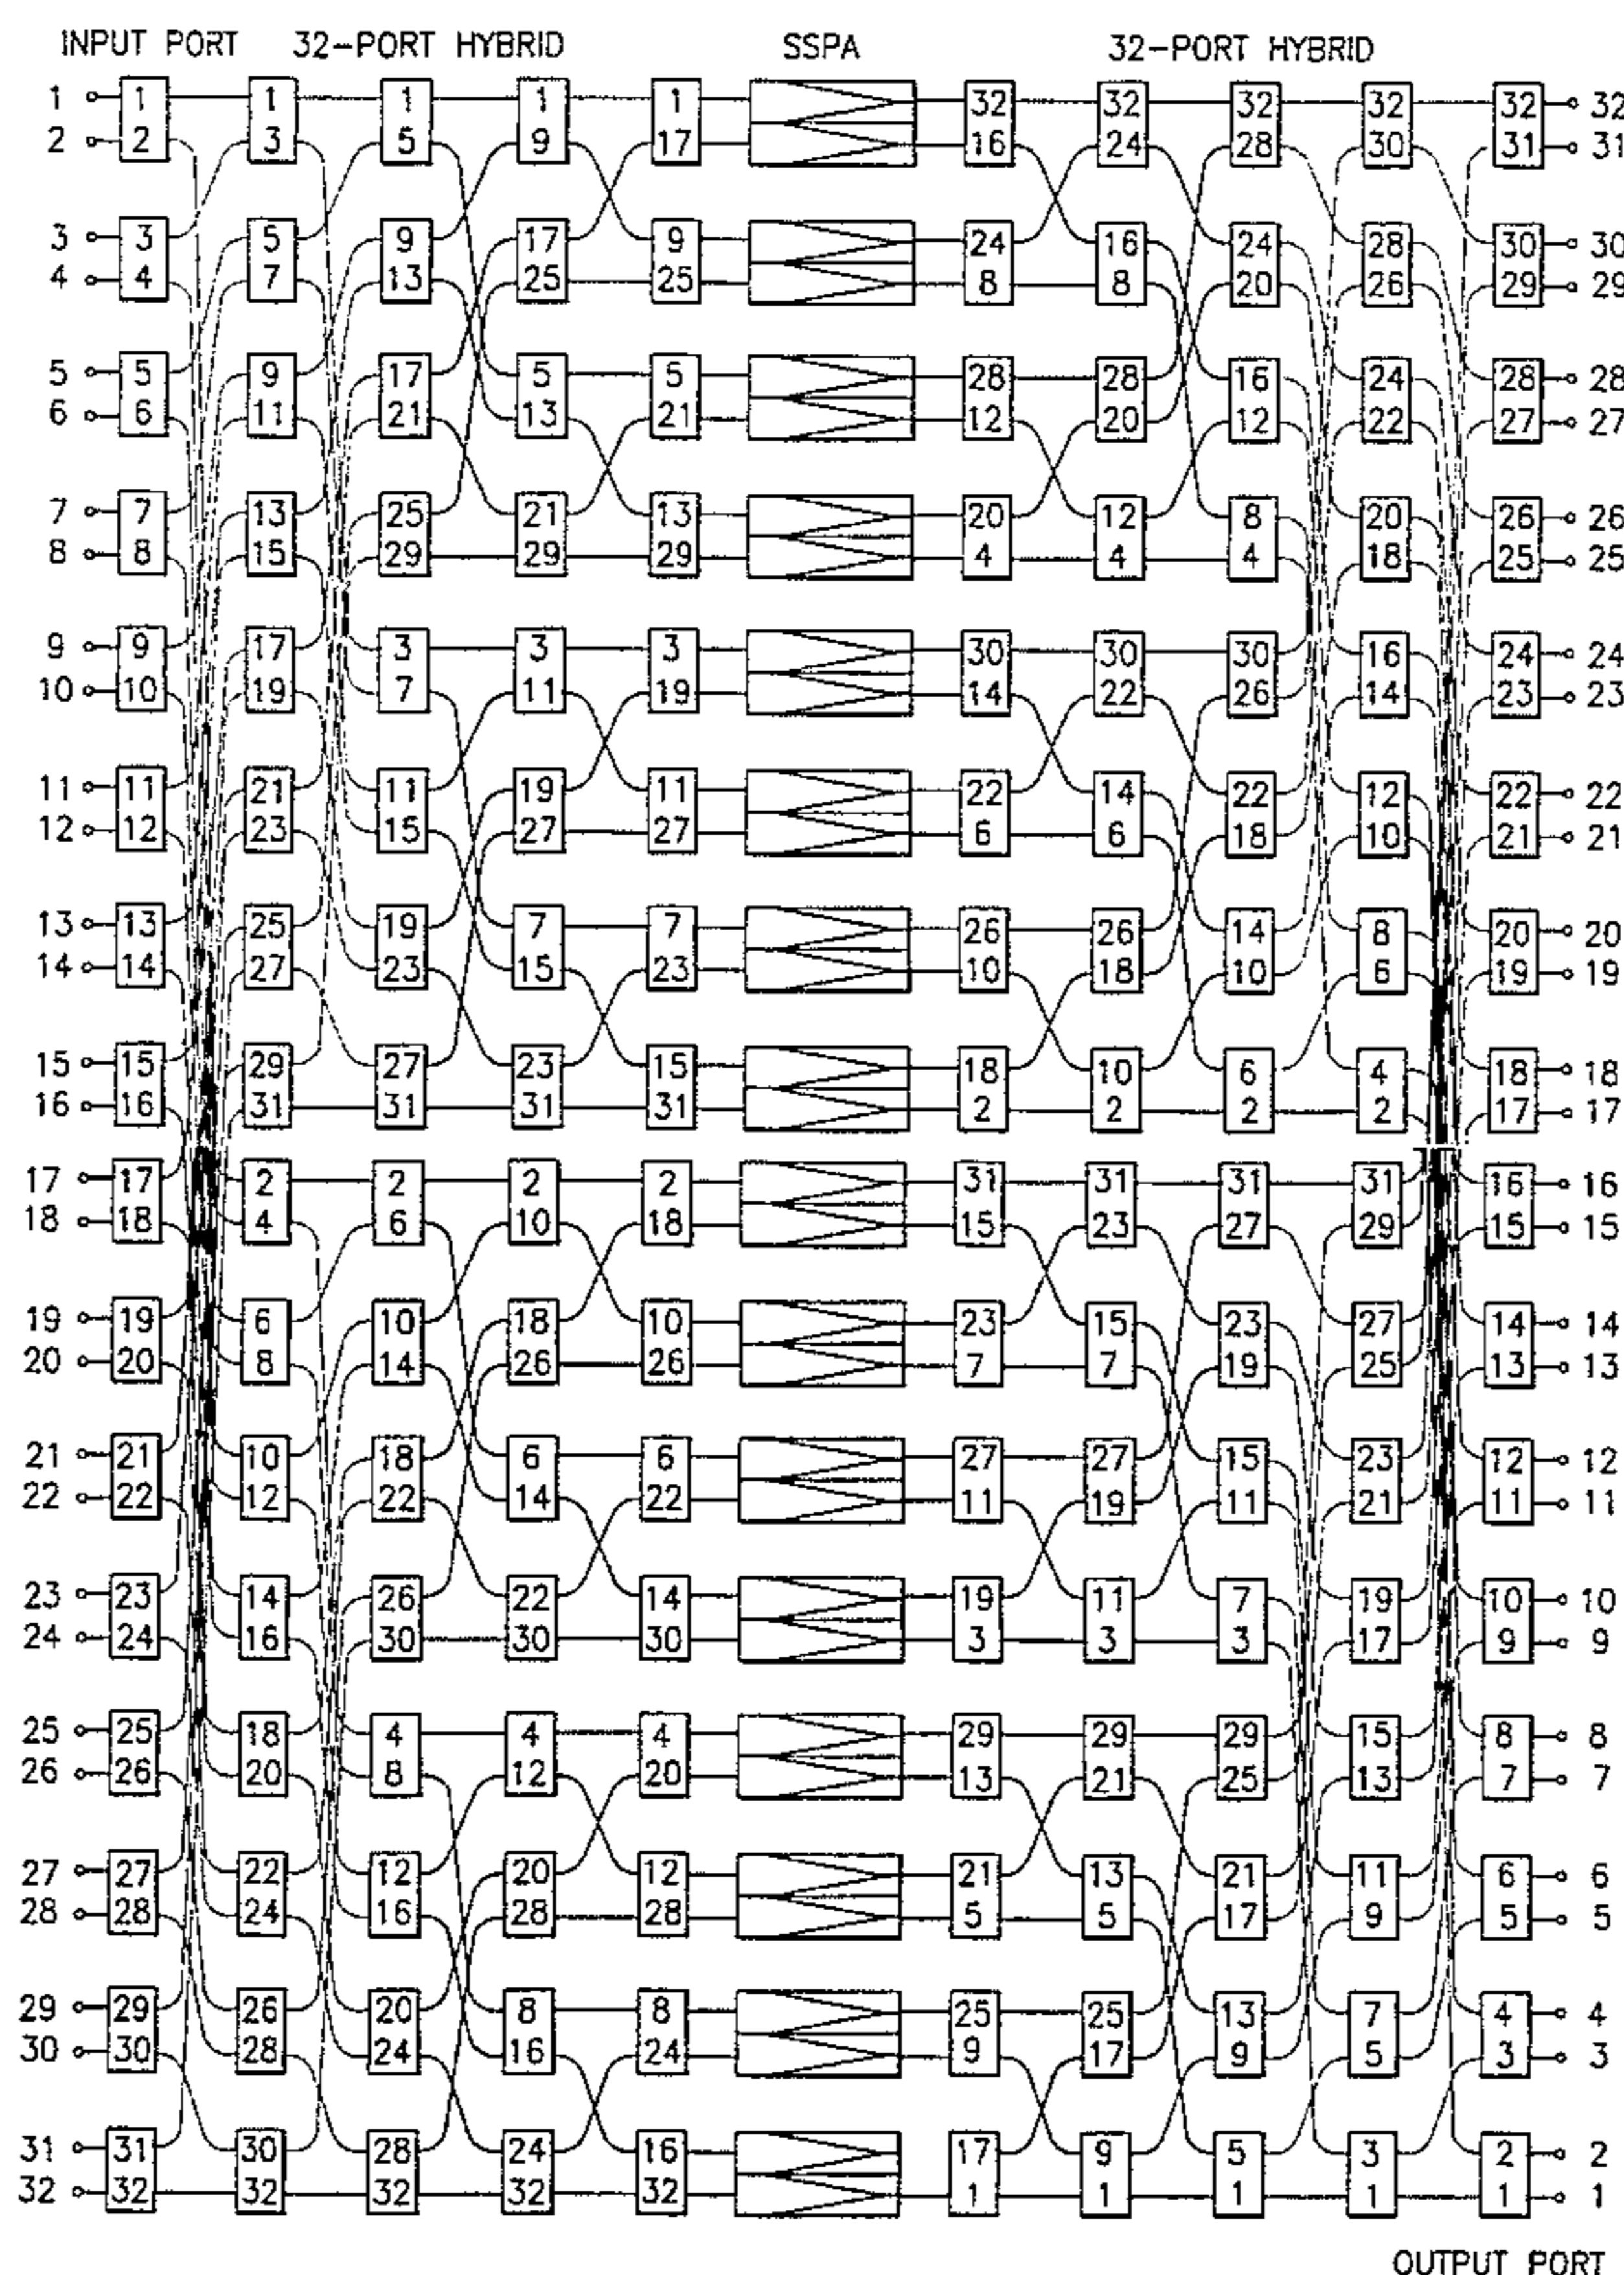 INPUT PORT 32-PORT HYBRID SSPA 32-PORT HYBRID
1 1 1 1 1 1 32 32 32 32 32 32
2 2 3 5 9 17 16 24 28 30 31 31
3 3 5 9 17 9 24 16 24 28 30 30
4 4 7 13 25 25 8 8 20 26 29 29
5 5 9 17 5 5 28 28 16 24 28 28
6 6 11 21 13 21 12 20 12 22 27 27
7 7 13 25 21 13 20 12 8 20 26 26
8 8 15 29 29 29 4 4 4 18 25 25
9 9 17 3 3 3 30 30 30 16 24 24
10 10 19 7 11 19 14 22 26 14 23 23
11 11 21 11 19 11 22 14 22 12 22 22
12 12 23 15 27 27 6 6 18 10 21 21
13 13 25 19 7 7 26 26 14 8 20 20
14 14 27 23 15 23 10 18 10 6 19 19
15 15 29 27 23 15 18 10 6 4 18 18
16 16 31 31 31 31 2 2 2 2 17 17
17 17 2 2 2 2 31 31 31 31 16 16
18 18 4 6 10 18 15 23 27 29 15 15
19 19 6 10 18 10 23 15 23 27 14 14
20 20 8 14 26 26 7 7 19 25 13 13
21 21 10 18 6 6 27 27 15 23 12 12
22 22 12 22 14 22 11 19 11 21 11 11
23 23 14 26 22 14 19 11 7 19 10 10
24 24 16 30 30 30 3 3 3 17 9 9
25 25 18 4 4 4 29 29 29 15 8 8
26 26 20 8 12 20 13 21 25 13 7 7
27 27 22 12 20 12 21 13 21 11 6 6
28 28 24 16 28 28 5 5 17 9 5 5
29 29 26 20 8 8 25 25 13 7 4 4
30 30 28 24 16 24 9 17 9 5 3 3
31 31 30 28 24 16 17 9 5 3 2 2
32 32 32 32 32 32 1 1 1 1 1 1
OUTPUT PORT